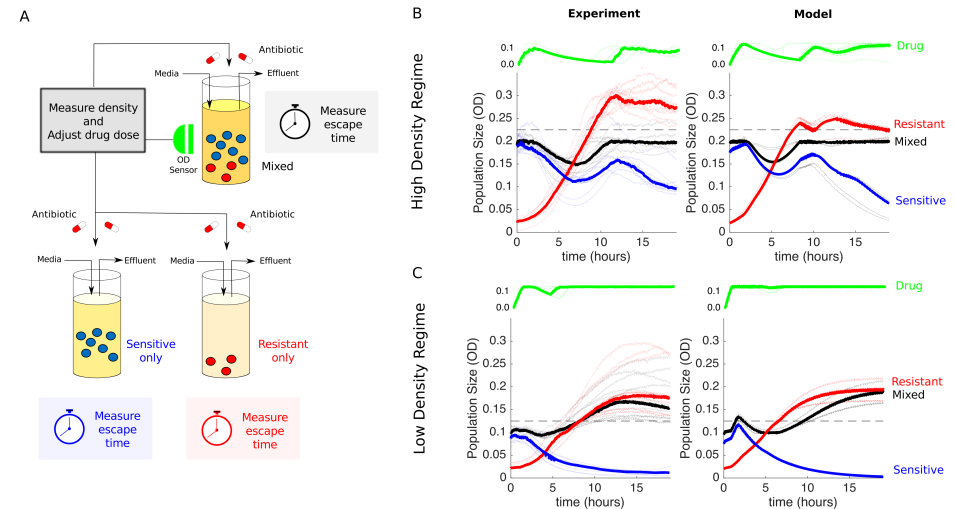 A
Antibiotic
Media
Effluent
Measure density
and
Adjust drug dose
OD
Sensor
Mixed
Measure
escape
time
Antibiotic
Antibiotic
Media
Effluent
Media
Effluent
Sensitive
only
Resistant
only
Measure
escape
time
Measure
escape
time
B
Experiment
Model
High Density Regime
0.1
0.0
0.1
0.0
Drug
Population Size (OD)
0.3
0.25
0.2
0.15
0.1
0.05
0
0 5 10 15
time (hours)
Population Size (OD)
0.3
0.25
0.2
0.15
0.1
0.05
0
0 5 10 15
time (hours)
Resistant
Mixed
Sensitive
C
Low Density Regime
0.1
0.0
0.1
0.0
Drug
Population Size (OD)
0.3
0.25
0.2
0.15
0.1
0.05
0
0 5 10 15
time (hours)
Population Size (OD)
0.3
0.25
0.2
0.15
0.1
0.05
0
0 5 10 15
time (hours)
Resistant
Mixed
Sensitive